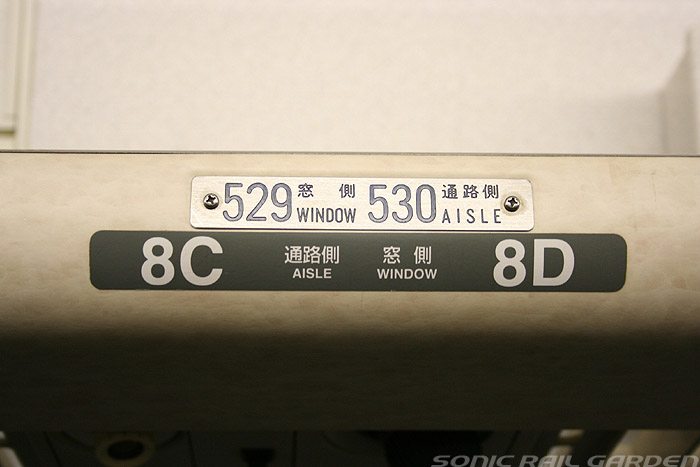 529 窓側 WINDOW 530 通路側 AISLE
8C 通路側 AISLE 窓側 WINDOW 8D
SONIC RAIL GARDEN